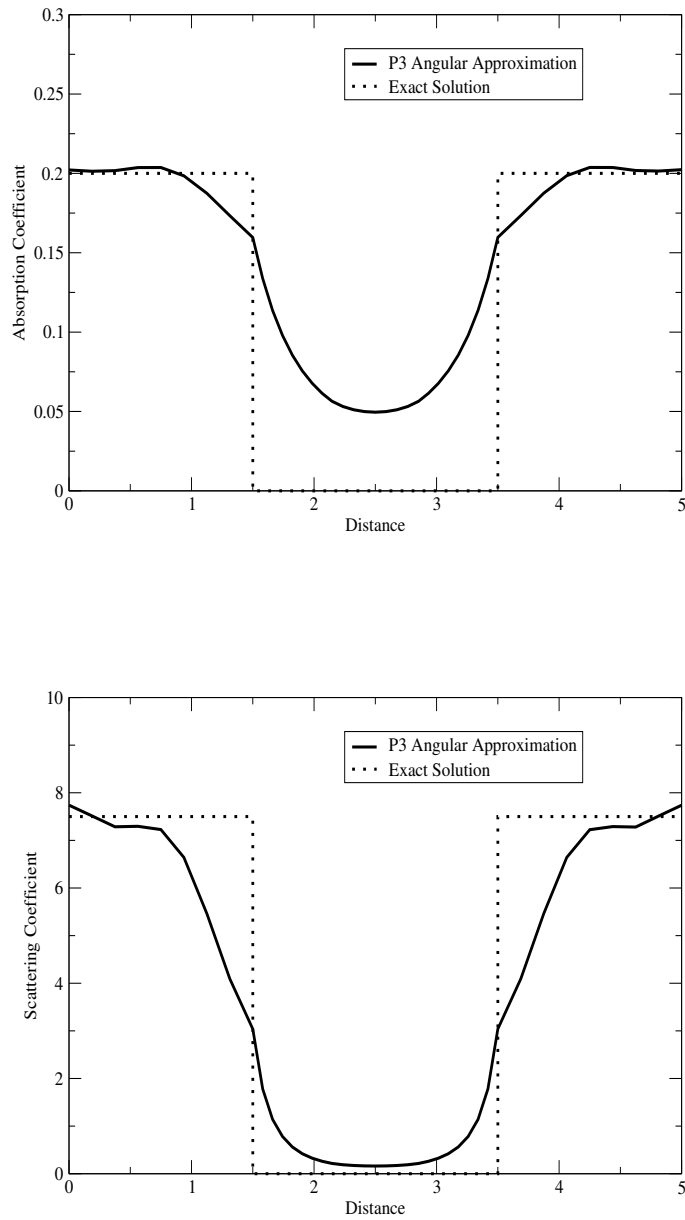 0.3
P3 Angular Approximation
Exact Solution
0.25
0.2
0.15
0.1
0.05
0
Absorption Coefficient
0 1 2 3 4 5
Distance
10
P3 Angular Approximation
Exact Solution
8
6
4
2
0
Scattering Coefficient
0 1 2 3 4 5
Distance